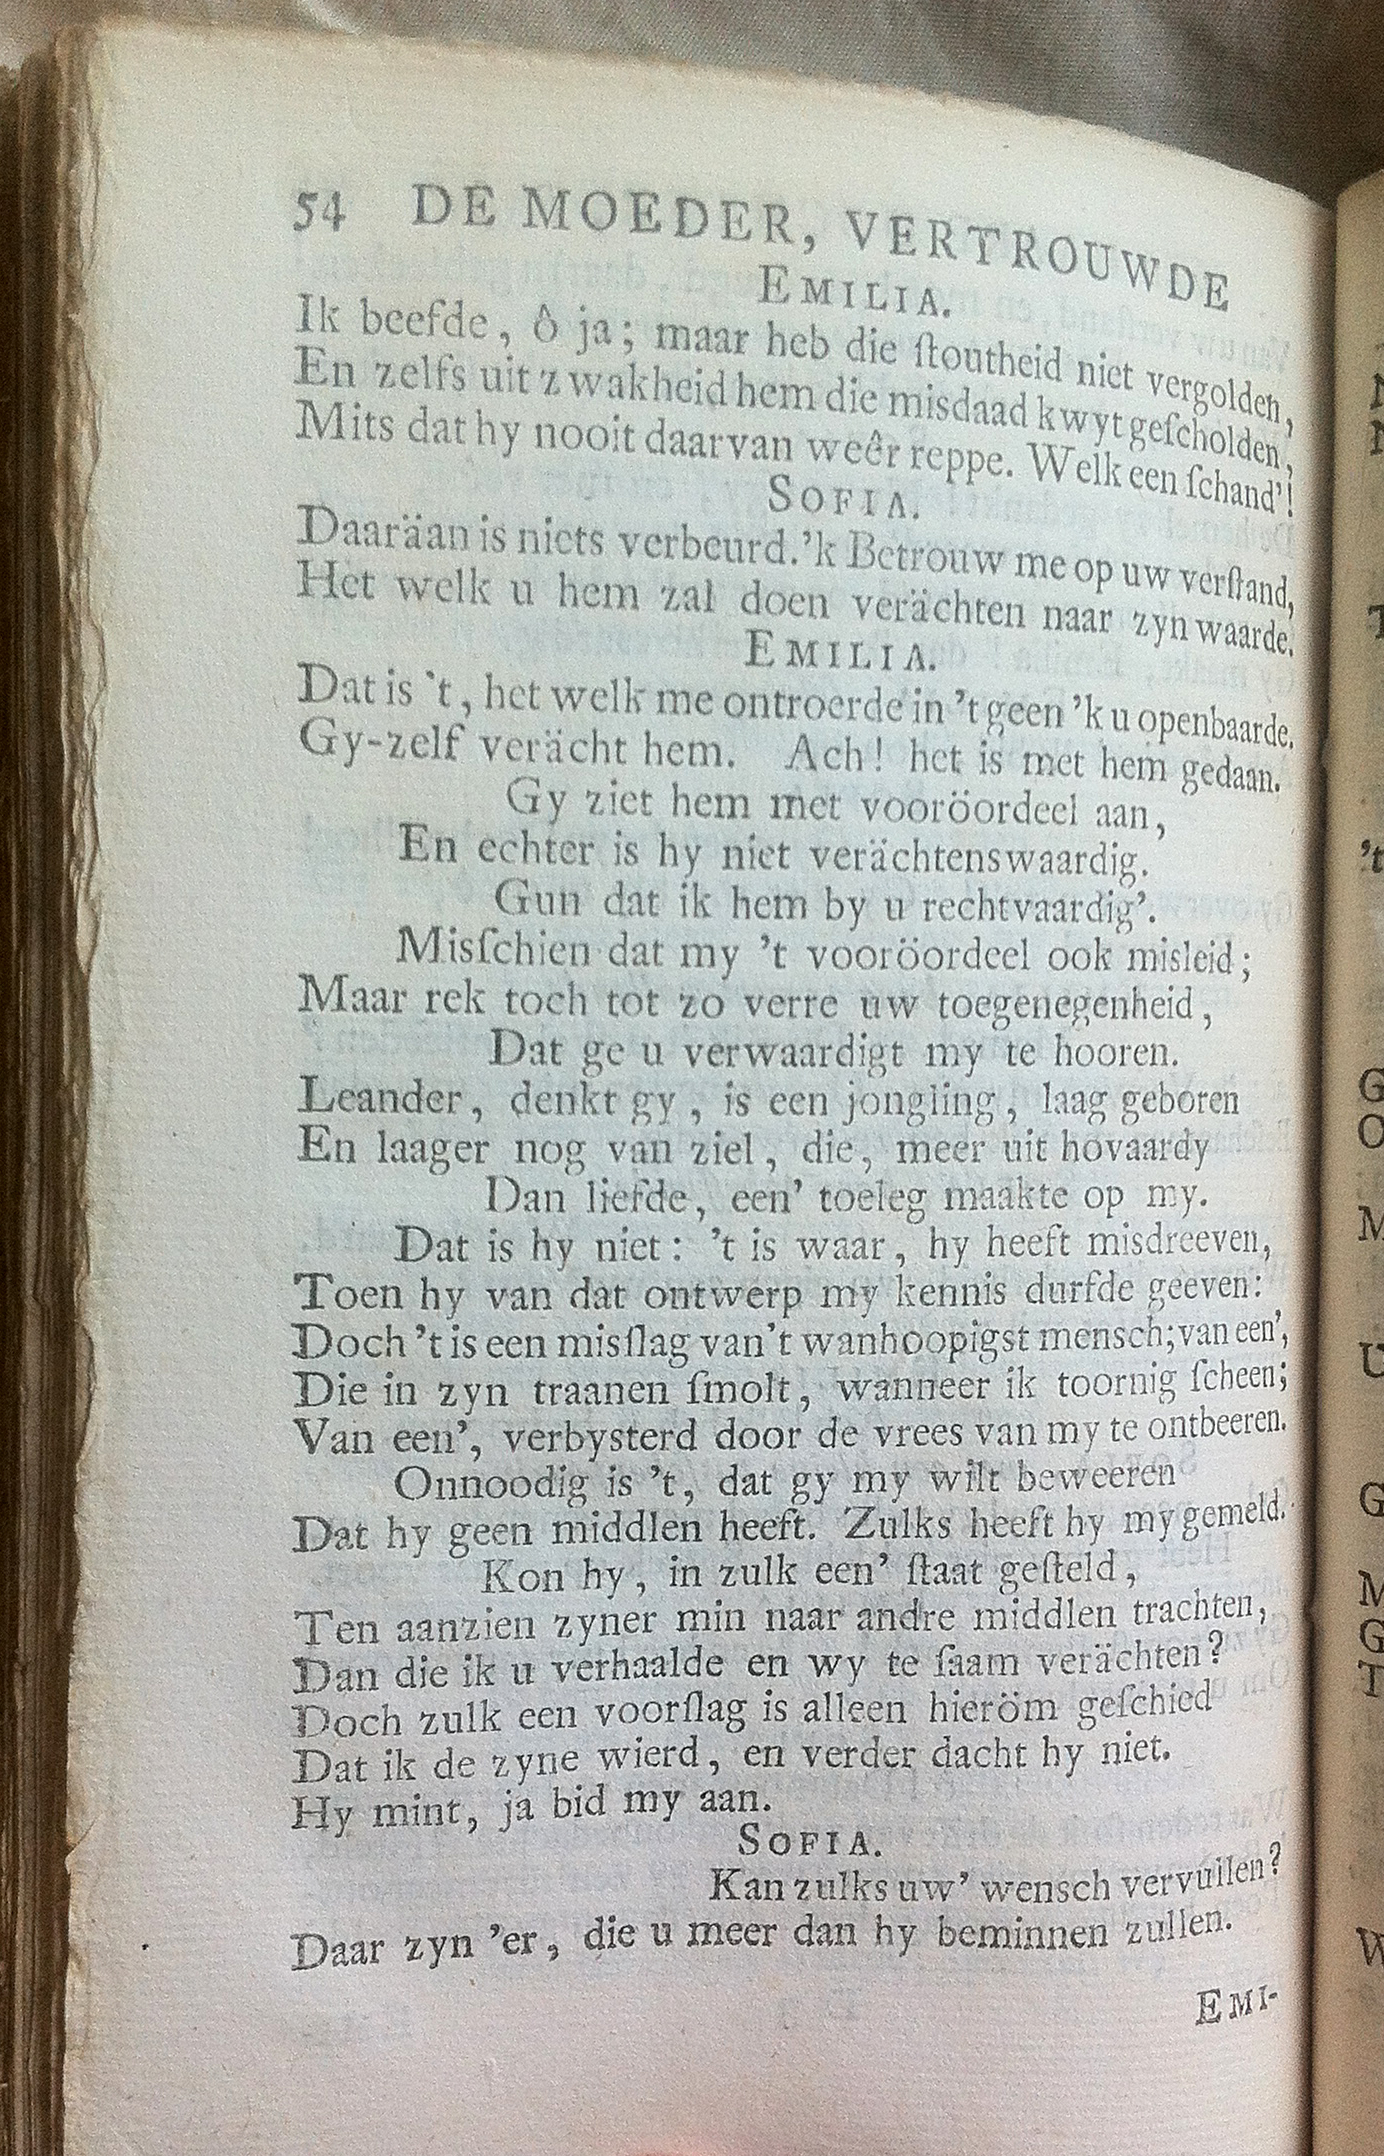 54 DE MOEDER, VERTROUWDE
EMILIA.
Ik beefde, ô ja; maar heb die ſtoutheid niet vergolden,
En zelfs uit zwakheid hem die misdaad kwyt geſcholden,
Mits dat hy nooit daarvan weêr reppe. Welk een ſchand'!
SOFIA.
Daaräan is niets verbeurd. 'k Betrouw me op uw verſtand,
Het welk u hem zal doen verächten naar zyn waarde.
EMILIA.
Dat is 't, het welk me ontroerde in 't geen 'k u openbaarde.
Gy-zelf verächt hem. Ach! het is met hem gedaan.
Gy ziet hem met vooröordeel aan,
En echter is hy niet verächtenswaardig.
Gun dat ik hem by u rechtvaardig'.
Misſchien dat my 't vooröordeel ook misleid;
Maar rek toch tot zo verre uw toegenegenheid,
Dat ge u verwaardigt my te hooren.
Leander, denkt gy, is een jongling, laag geboren
En laager nog van ziel, die, meer uit hovaardy
Dan liefde, een' toeleg maakte op my.
Dat is hy niet: 't is waar, hy heeft misdreeven,
Toen hy van dat ontwerp my kennis durfde geeven:
Doch 't is een misſlag van 't wanhoopigst mensch; van een',
Die in zyn traanen ſmolt, wanneer ik toornig ſcheen;
Van een', verbysterd door de vrees van my te ontbeeren.
Onnoodig is 't, dat gy my wilt beweeren
Dat hy geen middlen heeft. Zulks heeft hy my gemeld.
Kon hy, in zulk een' ſtaat geſteld,
Ten aanzien zyner min naar andre middlen trachten,
Dan die ik u verhaalde en wy te ſaam verächten?
Doch zulk een voorſlag is alleen hieröm geſchied
Dat ik de zyne wierd, en verder dacht hy niet.
Hy mint, ja bid my aan.
SOFIA.
Kan zulks uw' wensch vervullen?
Daar zyn 'er, die u meer dan hy beminnen zullen.
EMI-